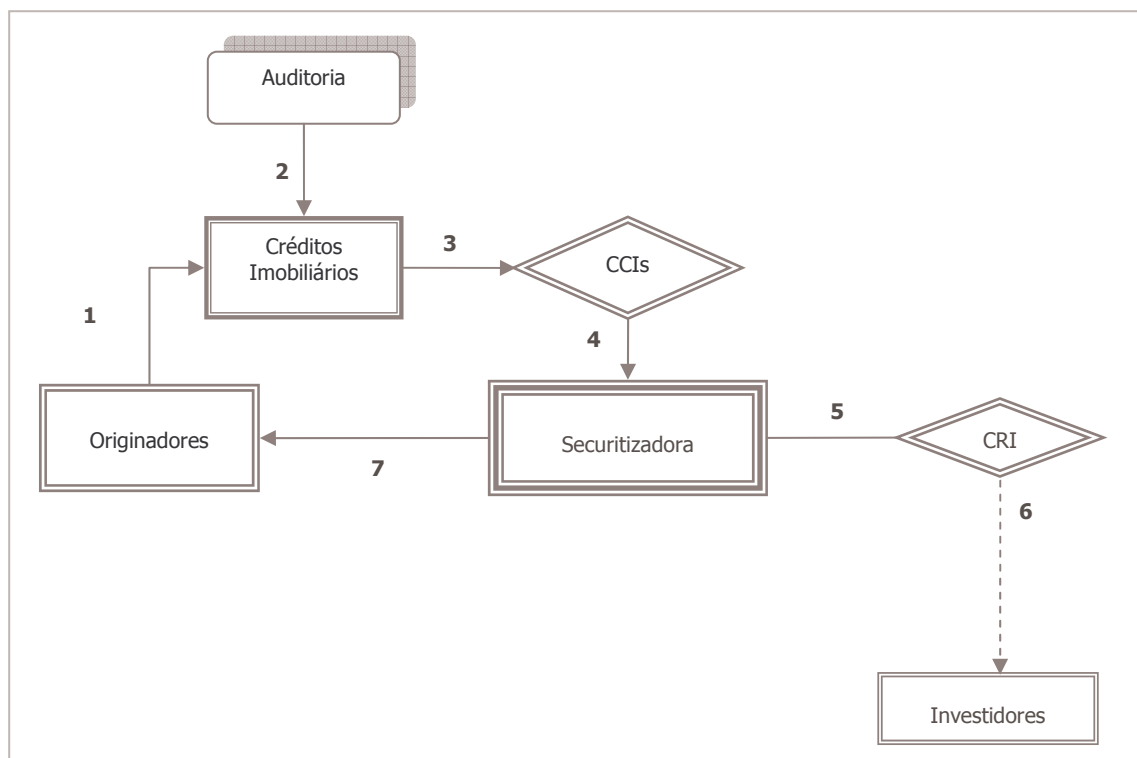 Auditoria
2
Créditos
Imobiliários
3
CCIs
1
4
Originadores
7
Securitizadora
5
CRI
6
Investidores